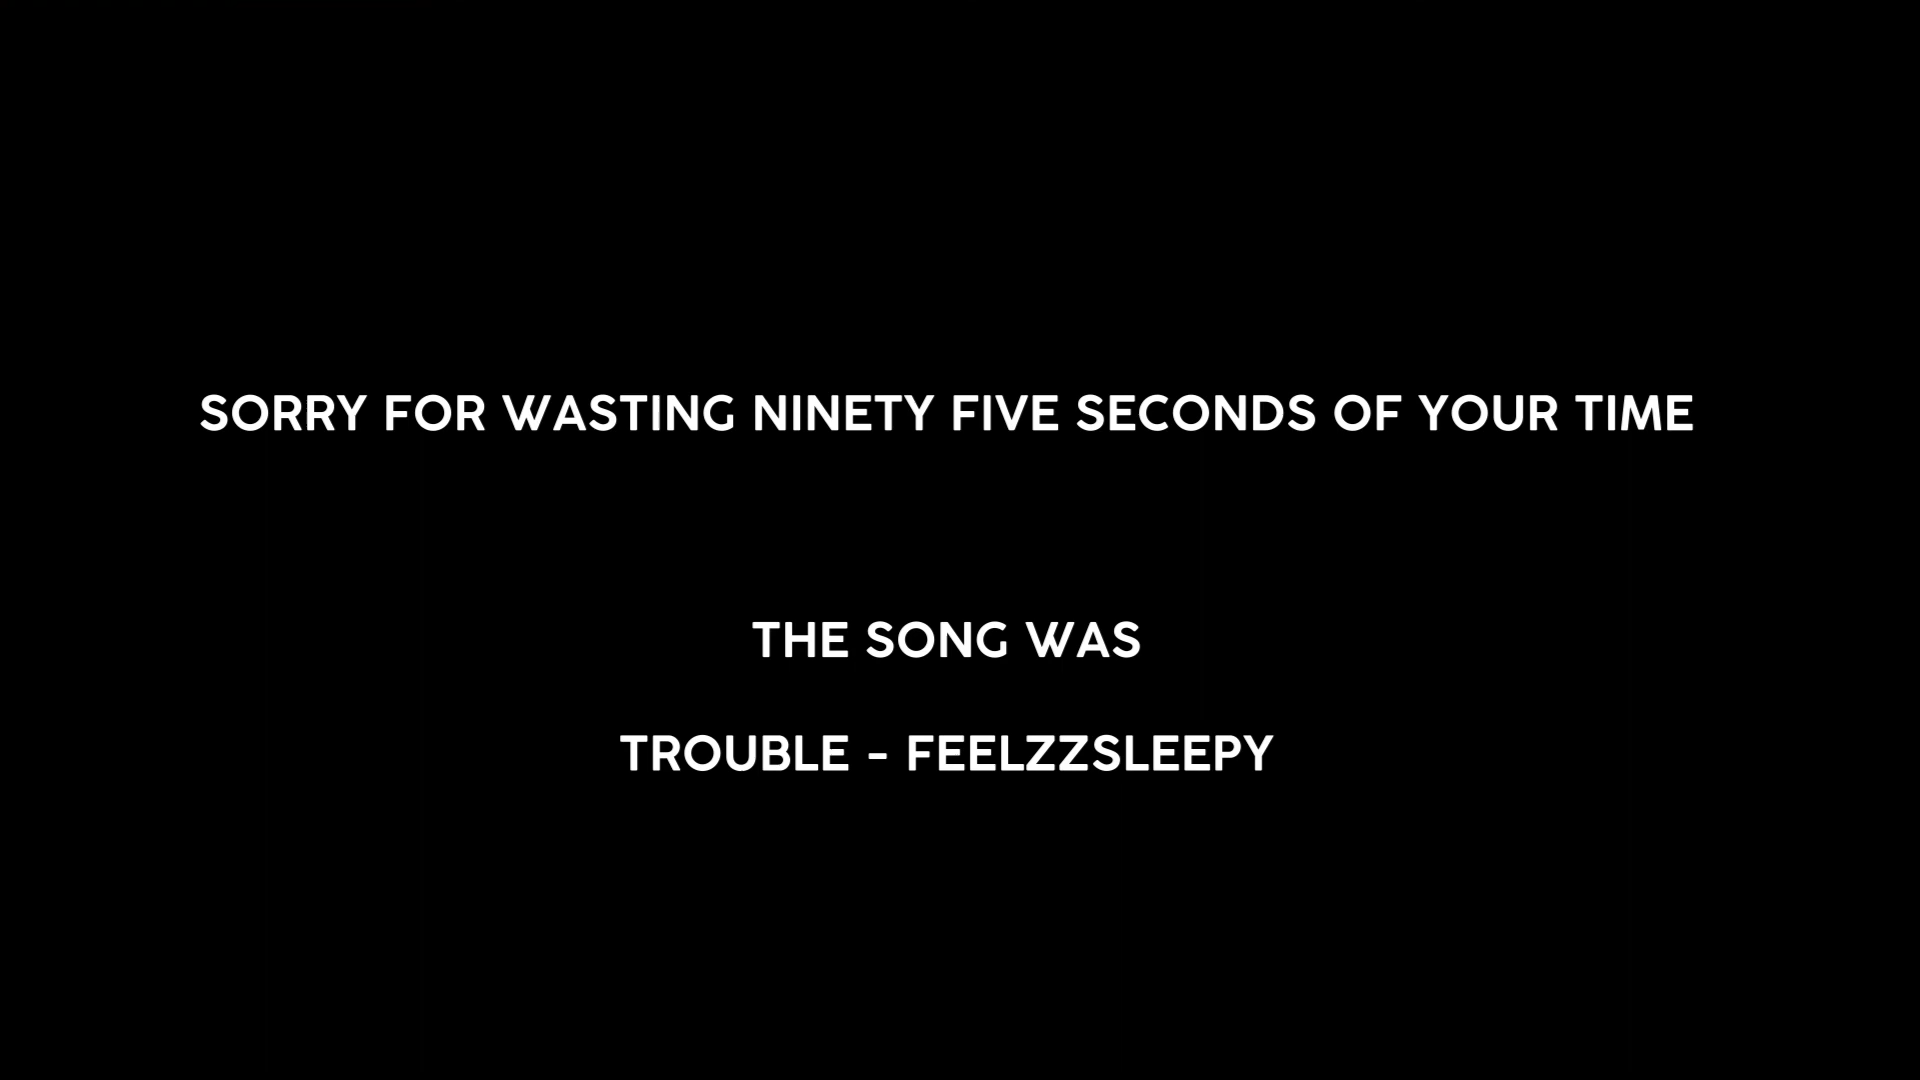 SORRY FOR WASTING NINETY FIVE SECONDS OF YOUR TIME
THE SONG WAS
TROUBLE - FEELZZSLEEPY